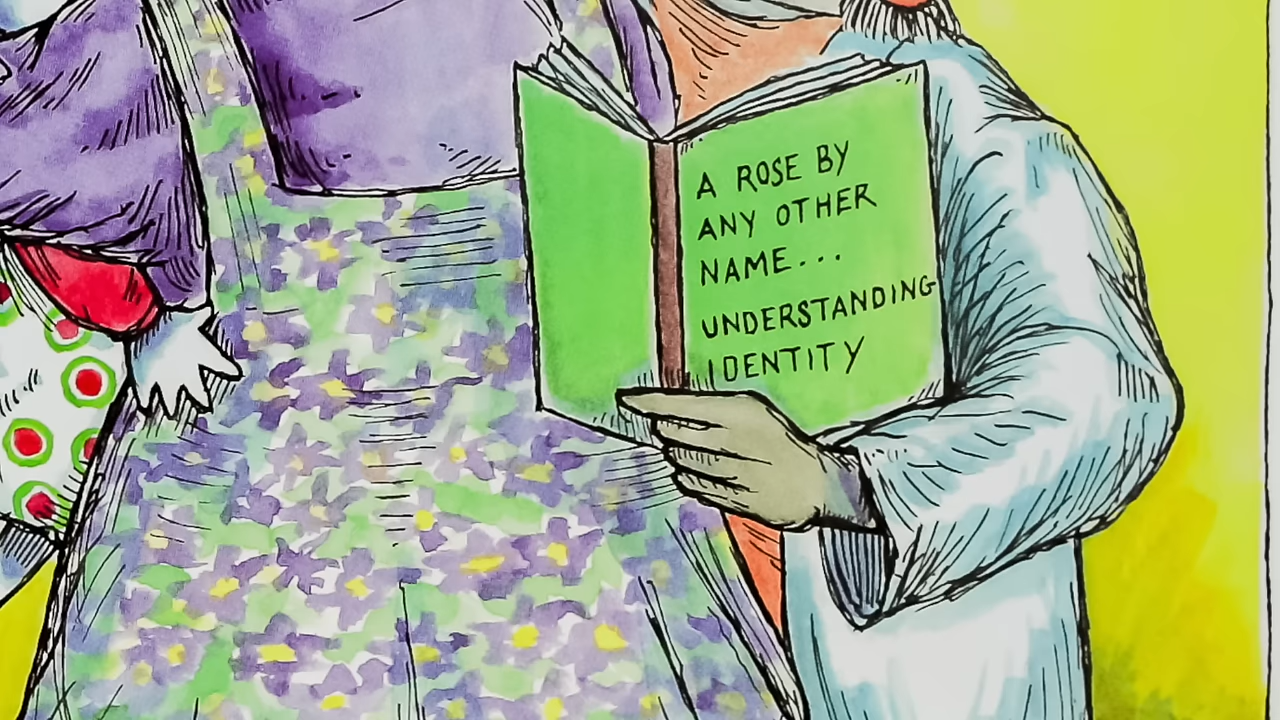 A ROSE BY
ANY OTHER
NAME...
UNDERSTANDING
IDENTITY